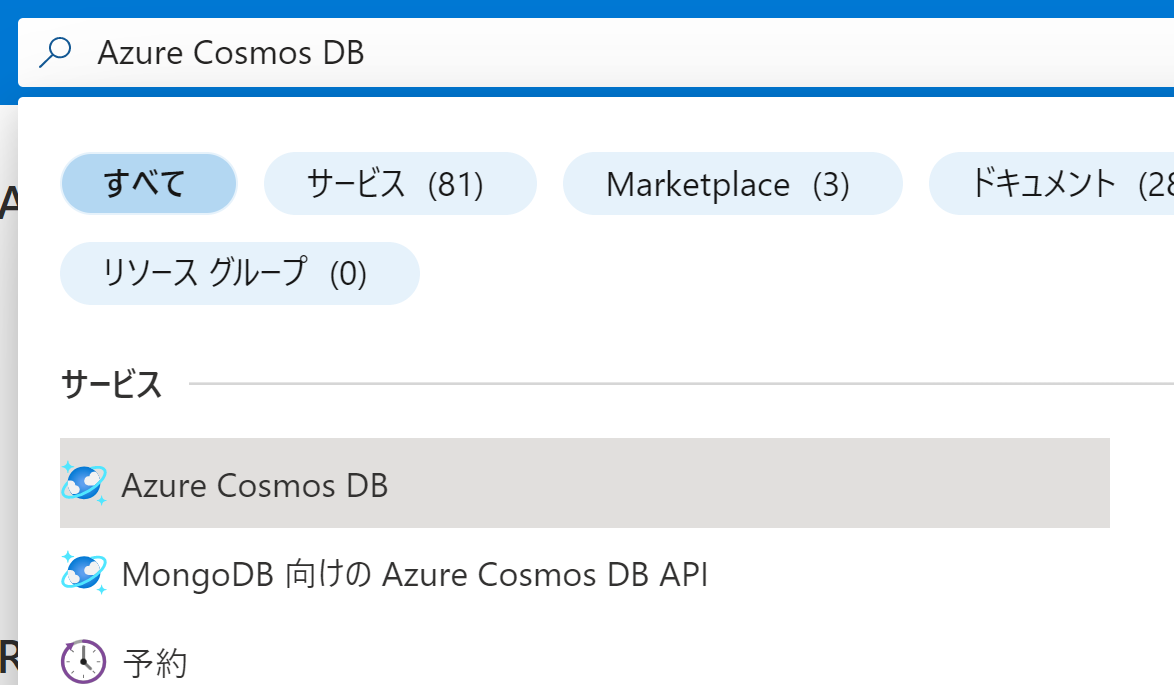 Azure Cosmos DB
すべて サービス (81) Marketplace (3) ドキュメント (28
リソース グループ (0)
サービス
Azure Cosmos DB
MongoDB 向けの Azure Cosmos DB API
予約